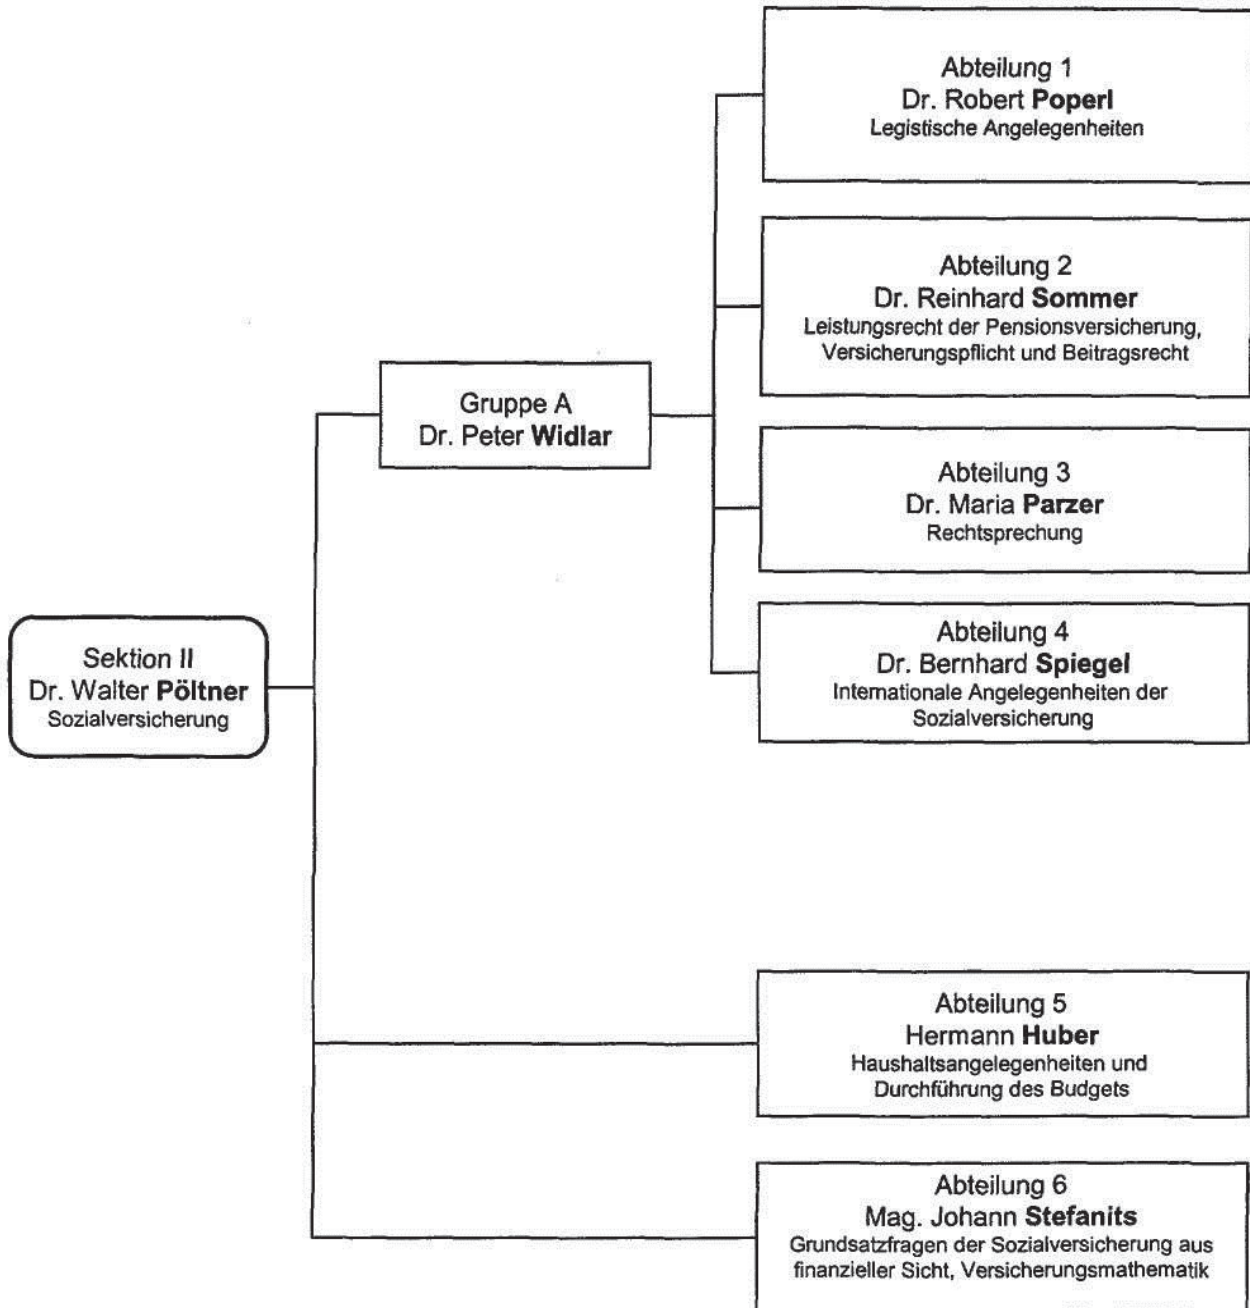 Abteilung 1
Dr. Robert Poperl
Legistische Angelegenheiten
Abteilung 2
Dr. Reinhard Sommer
Leistungsrecht der Pensionsversicherung,
Versicherungspflicht und Beitragsrecht
Gruppe A
Dr. Peter Widlar
Abteilung 3
Dr. Maria Parzer
Rechtsprechung
Sektion II
Dr. Walter Pöltner
Sozialversicherung
Abteilung 4
Dr. Bernhard Spiegel
Internationale Angelegenheiten der
Sozialversicherung
Abteilung 5
Hermann Huber
Haushaltsangelegenheiten und
Durchführung des Budgets
Abteilung 6
Mag. Johann Stefanits
Grundsatzfragen der Sozialversicherung aus
finanzieller Sicht, Versicherungsmathematik